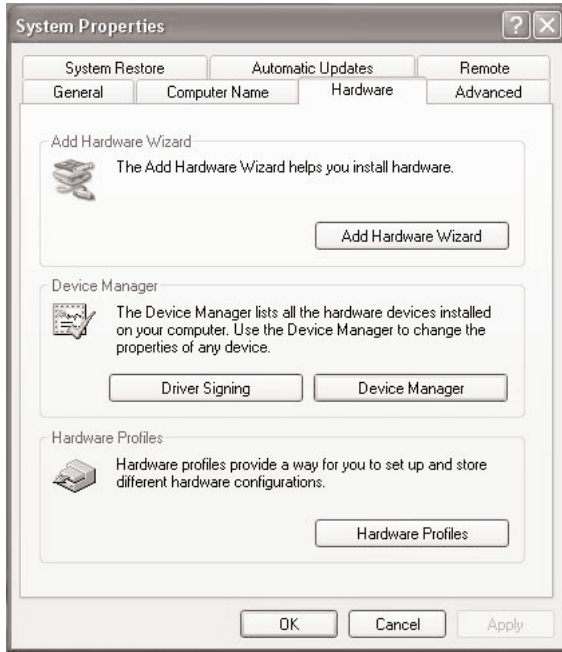 System Properties
System Restore Automatic Updates Remote
General Computer Name Hardware Advanced
Add Hardware Wizard
The Add Hardware Wizard helps you install hardware.
Add Hardware Wizard
Device Manager
The Device Manager lists all the hardware devices installed
on your computer. Use the Device Manager to change the
properties of any device.
Driver Signing Device Manager
Hardware Profiles
Hardware profiles provide a way for you to set up and store
different hardware configurations.
Hardware Profiles
OK Cancel Apply